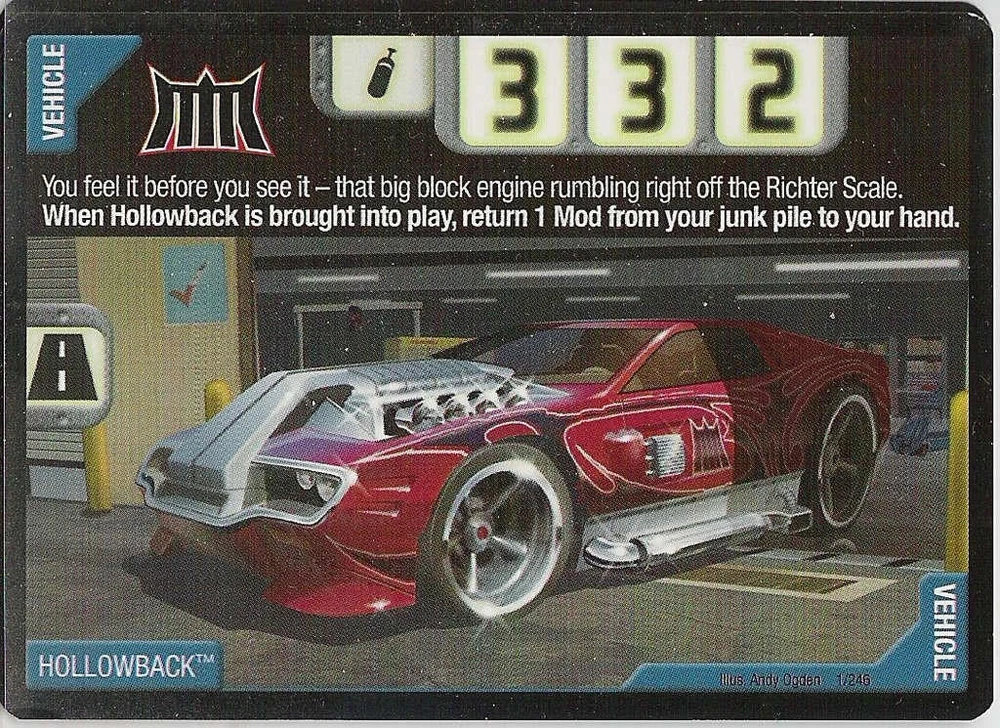 VEHICLE
3 3 2
You feel it before you see it – that big block engine rumbling right off the Richter Scale.
When Hollowback is brought into play, return 1 Mod from your junk pile to your hand.
HOLLOWBACK™
Illus. Andy Ogden 1/246
VEHICLE